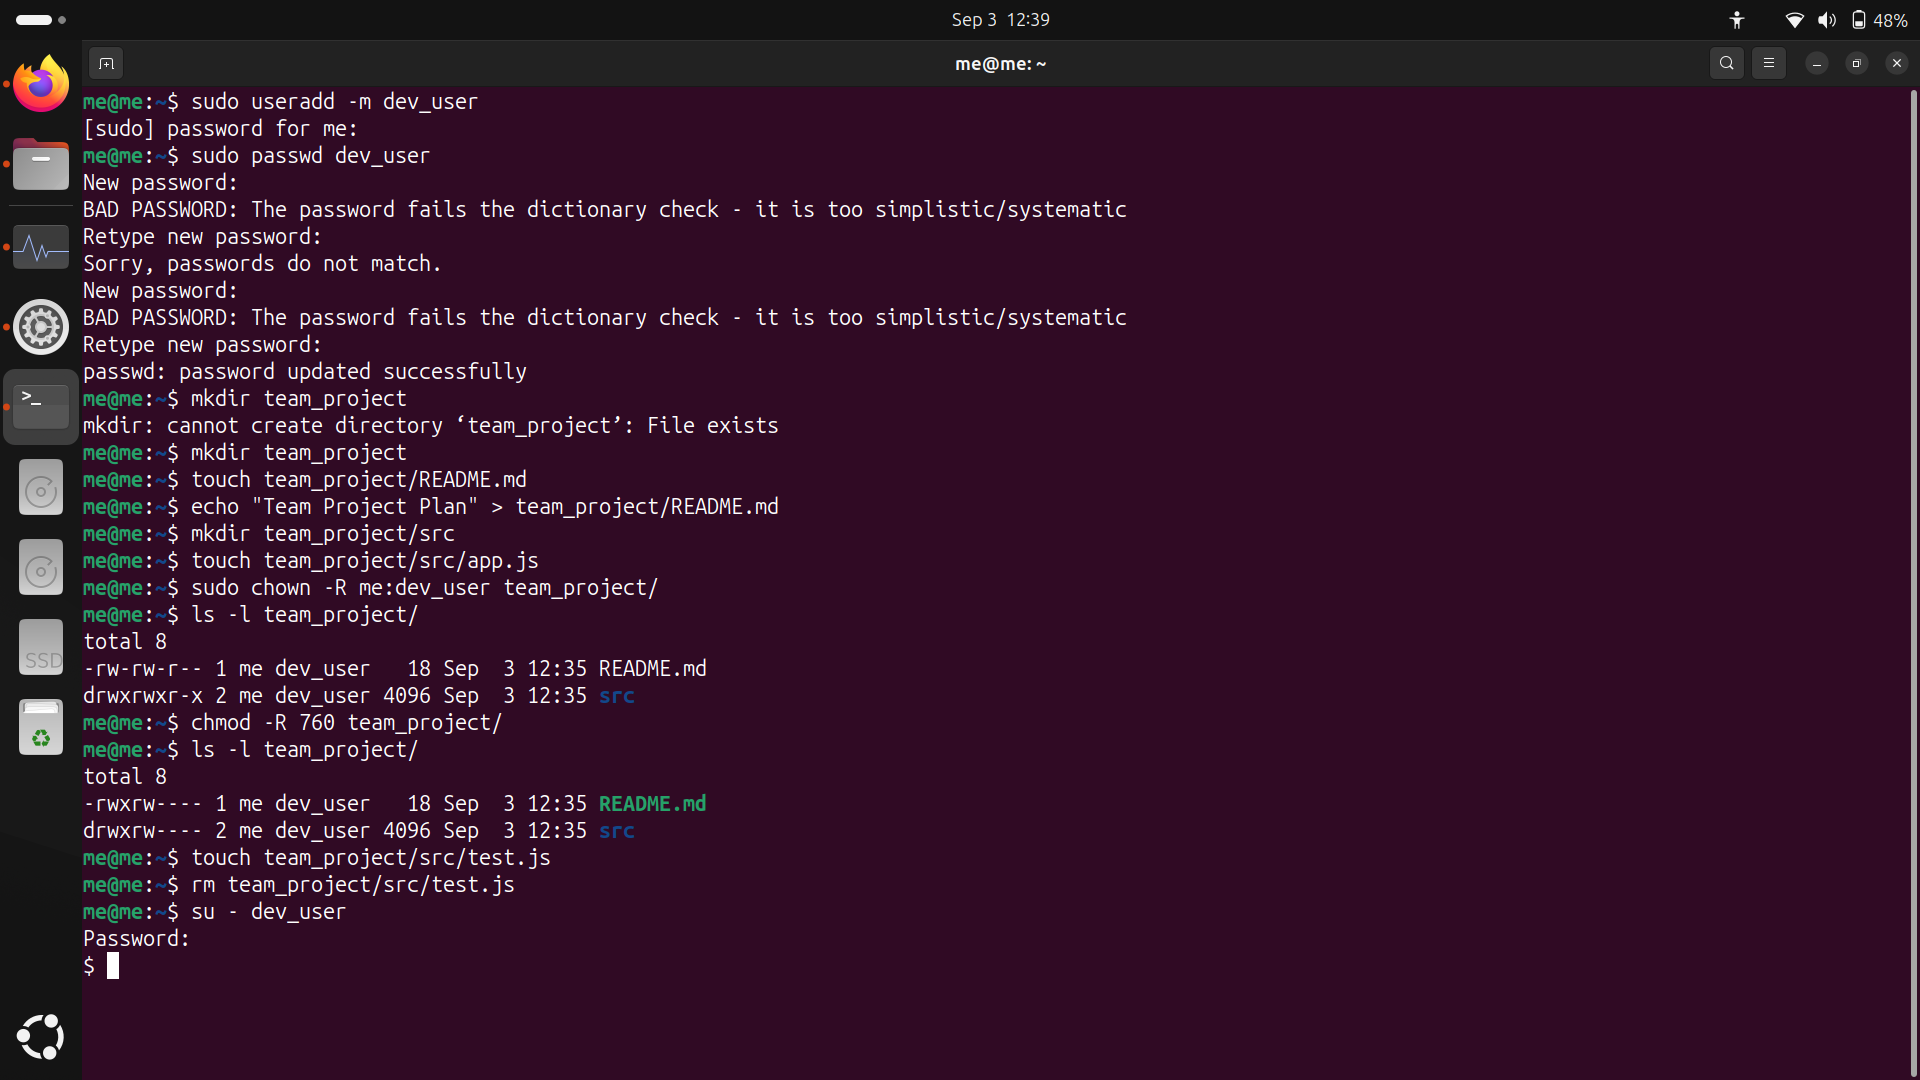 Sep 3 12:39
48%
me@me: ~
me@me:~$ sudo useradd -m dev_user
[sudo] password for me:
me@me:~$ sudo passwd dev_user
New password:
BAD PASSWORD: The password fails the dictionary check - it is too simplistic/systematic
Retype new password:
Sorry, passwords do not match.
New password:
BAD PASSWORD: The password fails the dictionary check - it is too simplistic/systematic
Retype new password:
passwd: password updated successfully
me@me:~$ mkdir team_project
mkdir: cannot create directory ‘team_project’: File exists
me@me:~$ mkdir team_project
me@me:~$ touch team_project/README.md
me@me:~$ echo "Team Project Plan" > team_project/README.md
me@me:~$ mkdir team_project/src
me@me:~$ touch team_project/src/app.js
me@me:~$ sudo chown -R me:dev_user team_project/
me@me:~$ ls -l team_project/
total 8
-rw-rw-r-- 1 me dev_user   18 Sep  3 12:35 README.md
drwxrwxr-x 2 me dev_user 4096 Sep  3 12:35 src
me@me:~$ chmod -R 760 team_project/
me@me:~$ ls -l team_project/
total 8
-rwxrw---- 1 me dev_user   18 Sep  3 12:35 README.md
drwxrw---- 2 me dev_user 4096 Sep  3 12:35 src
me@me:~$ touch team_project/src/test.js
me@me:~$ rm team_project/src/test.js
me@me:~$ su - dev_user
Password:
$
>_
SSD